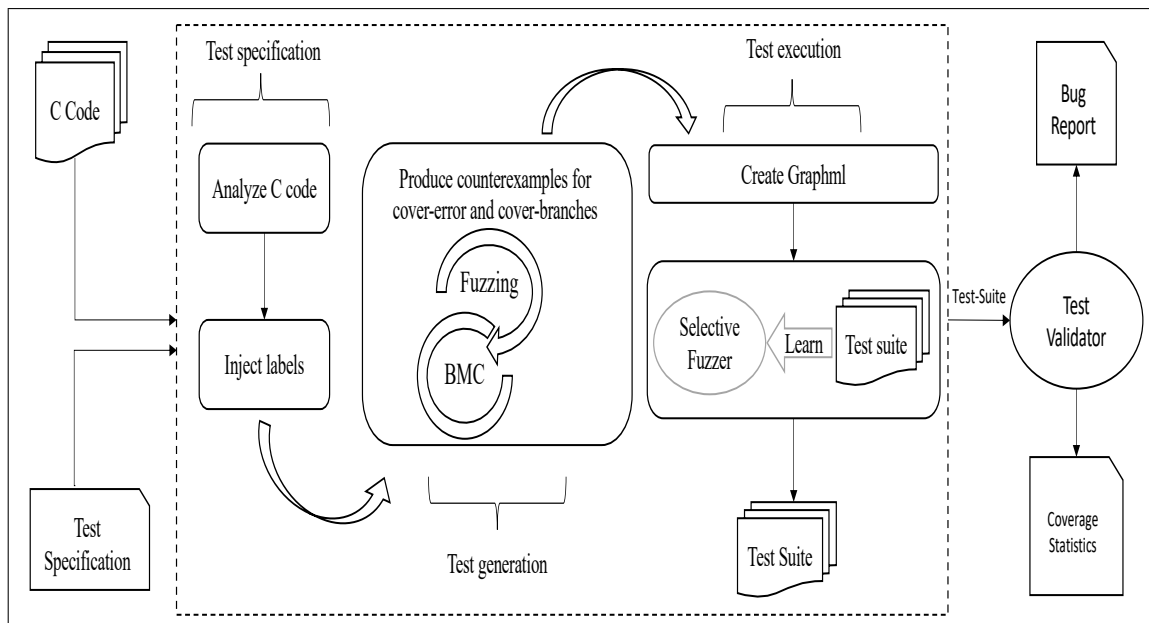 C Code
Test
Specification
Test specification
Analyze C code
Inject labels
Produce counterexamples for
cover-error and cover-branches
Fuzzing
BMC
Test generation
Test execution
Create Graphml
Selective
Fuzzer
Learn
Test suite
Test Suite
Test-Suite
Bug
Report
Test
Validator
Coverage
Statistics